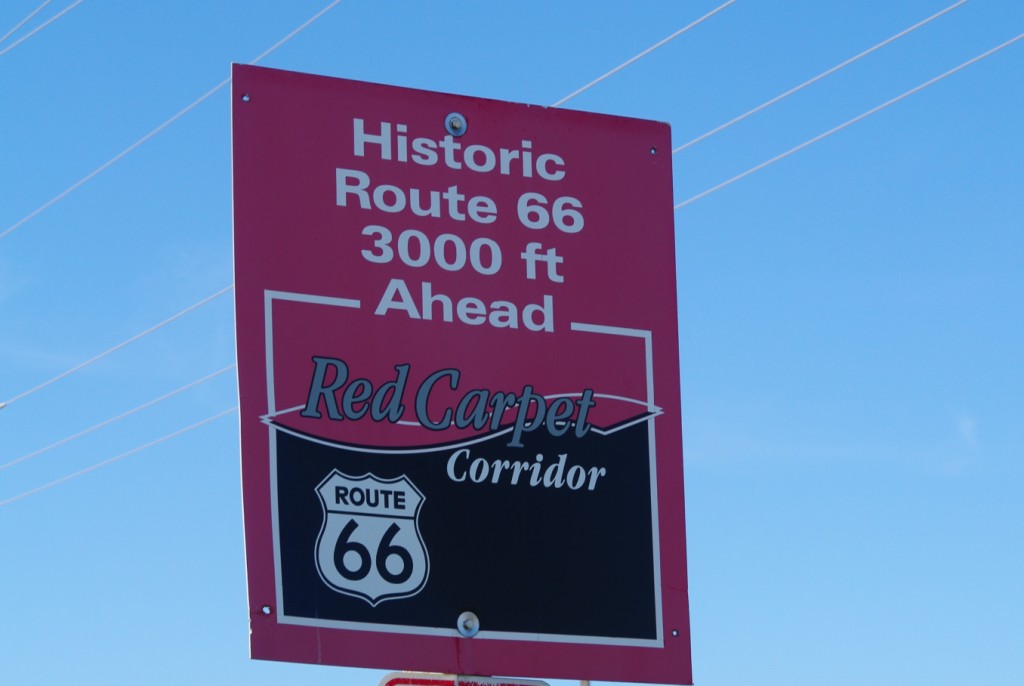 Historic
Route 66
3000 ft
Ahead
Red Carpet
Corridor
ROUTE
66